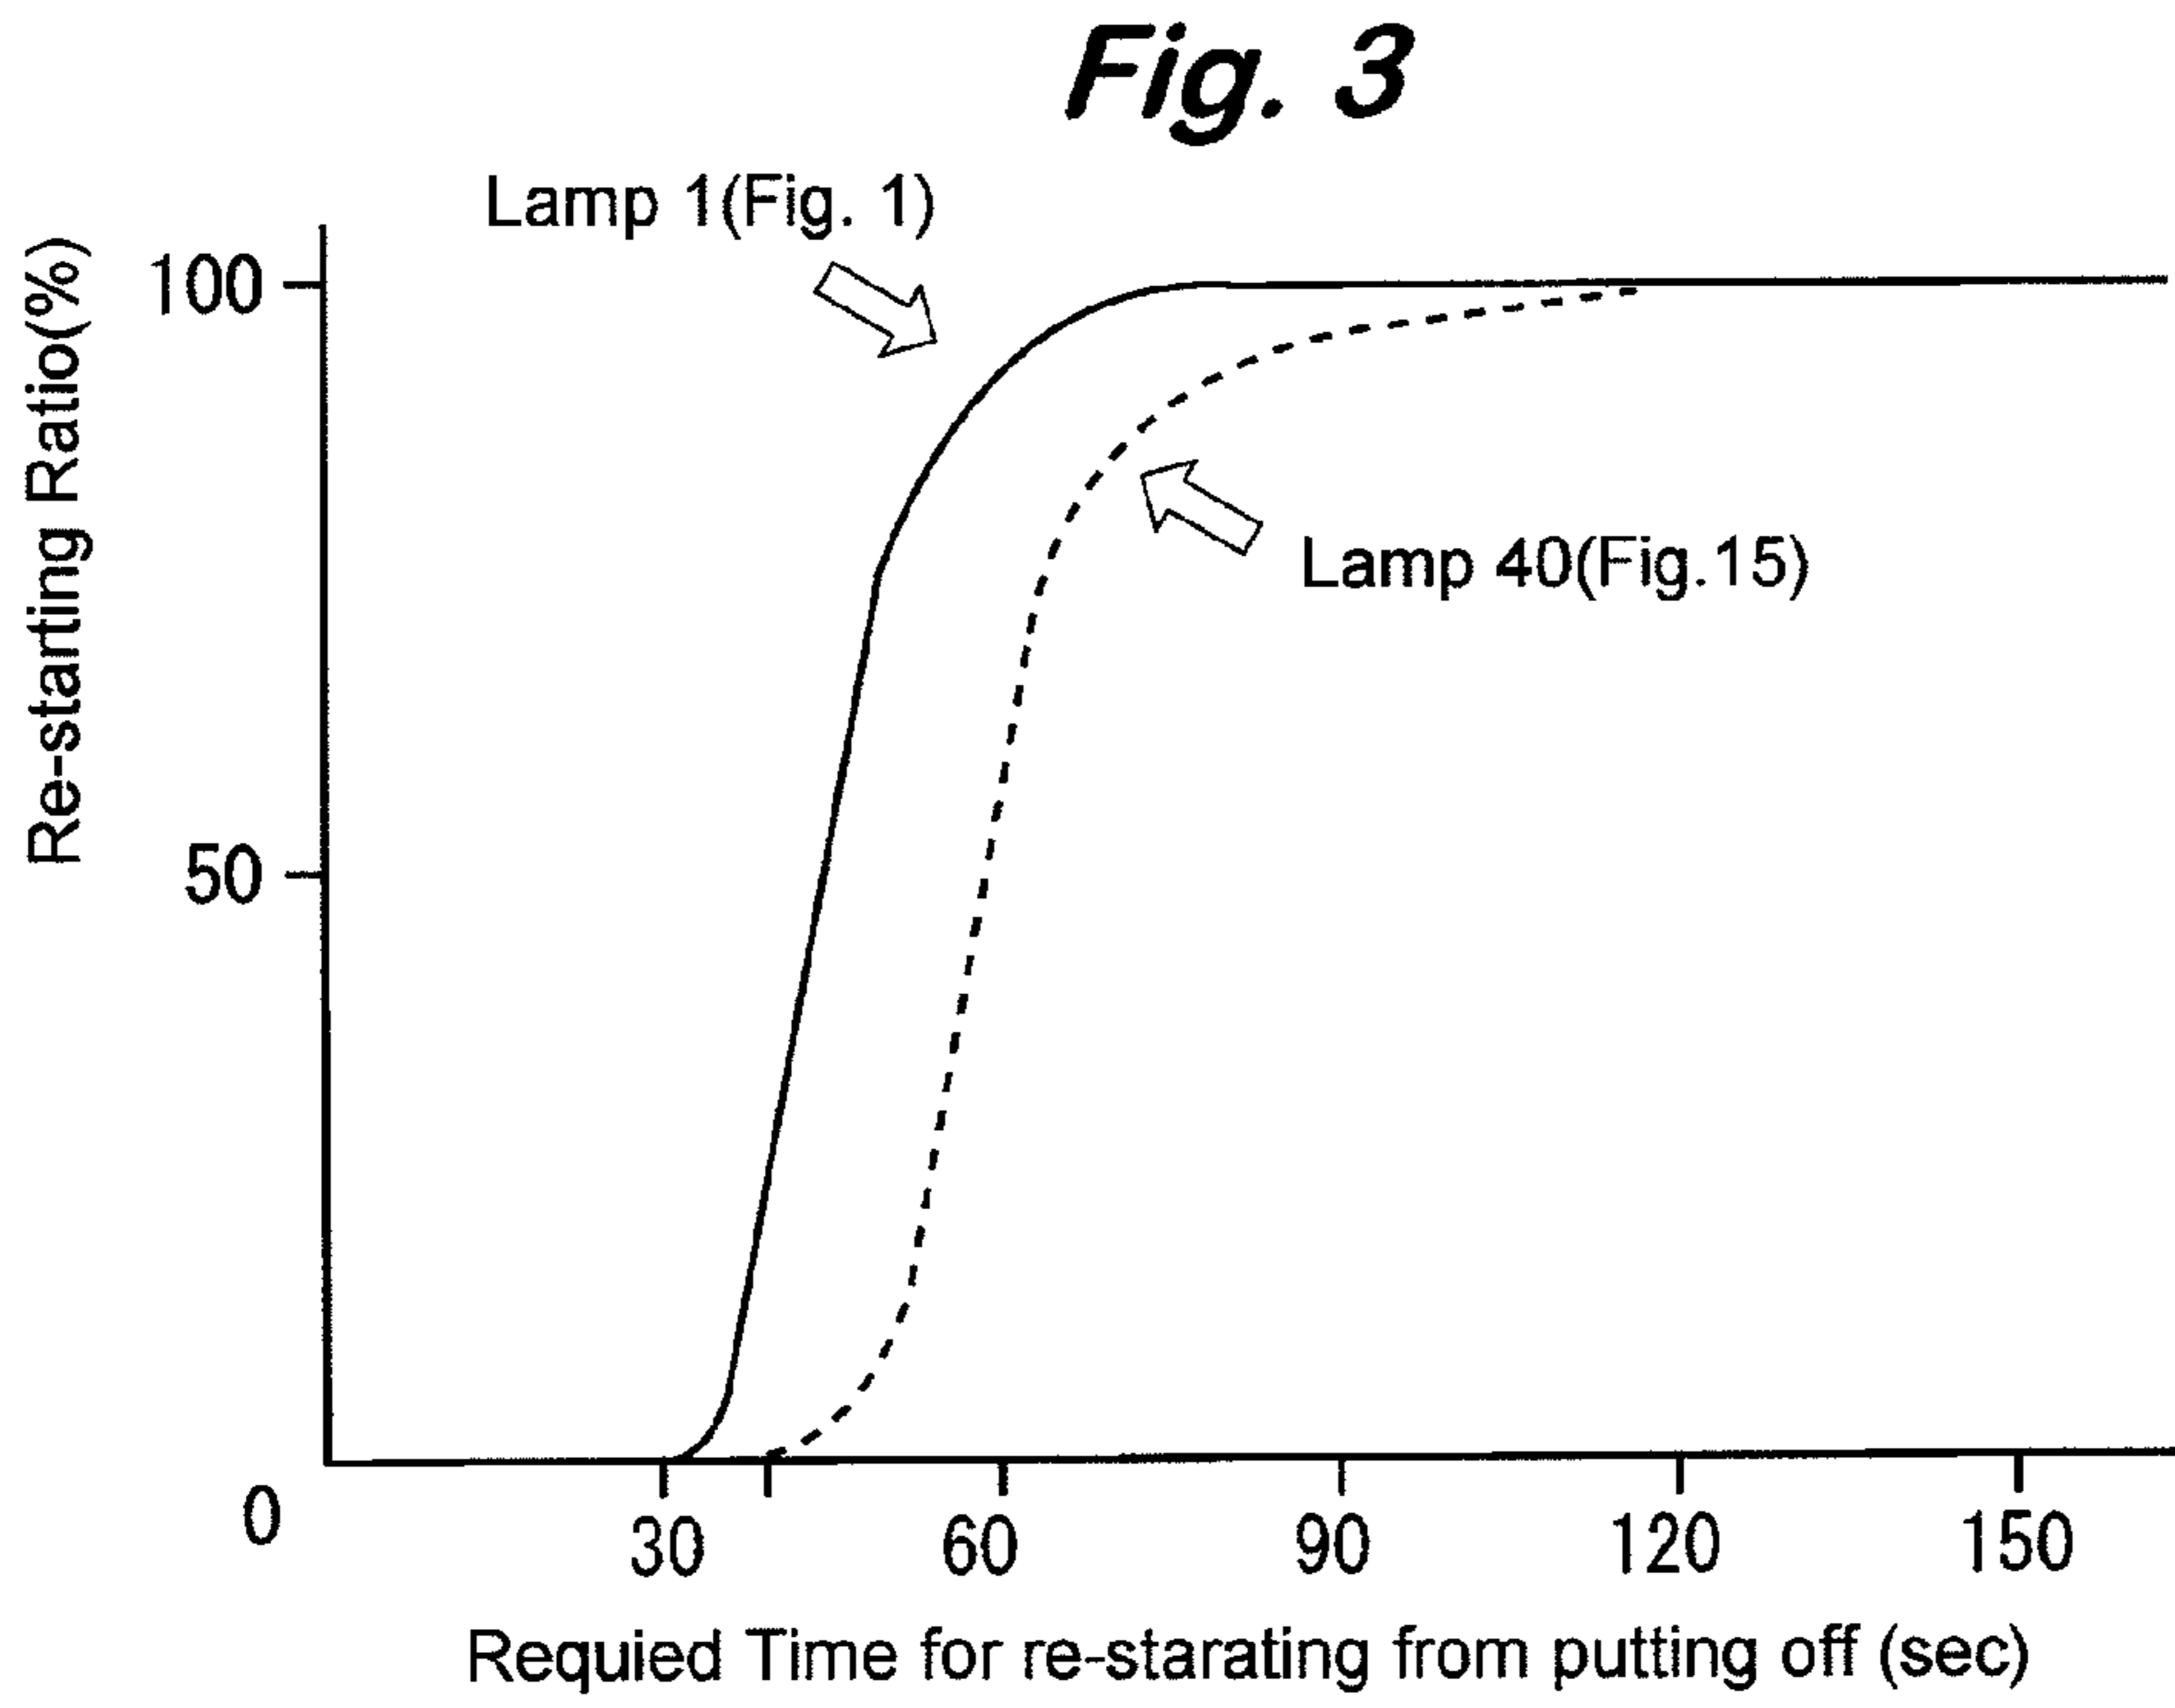 Fig. 3
Lamp 1(Fig. 1)
Re-starting Ratio(%)
100
Lamp 40(Fig.15)
50
0
30
60
90
120
150
Requied Time for re-starating from putting off (sec)